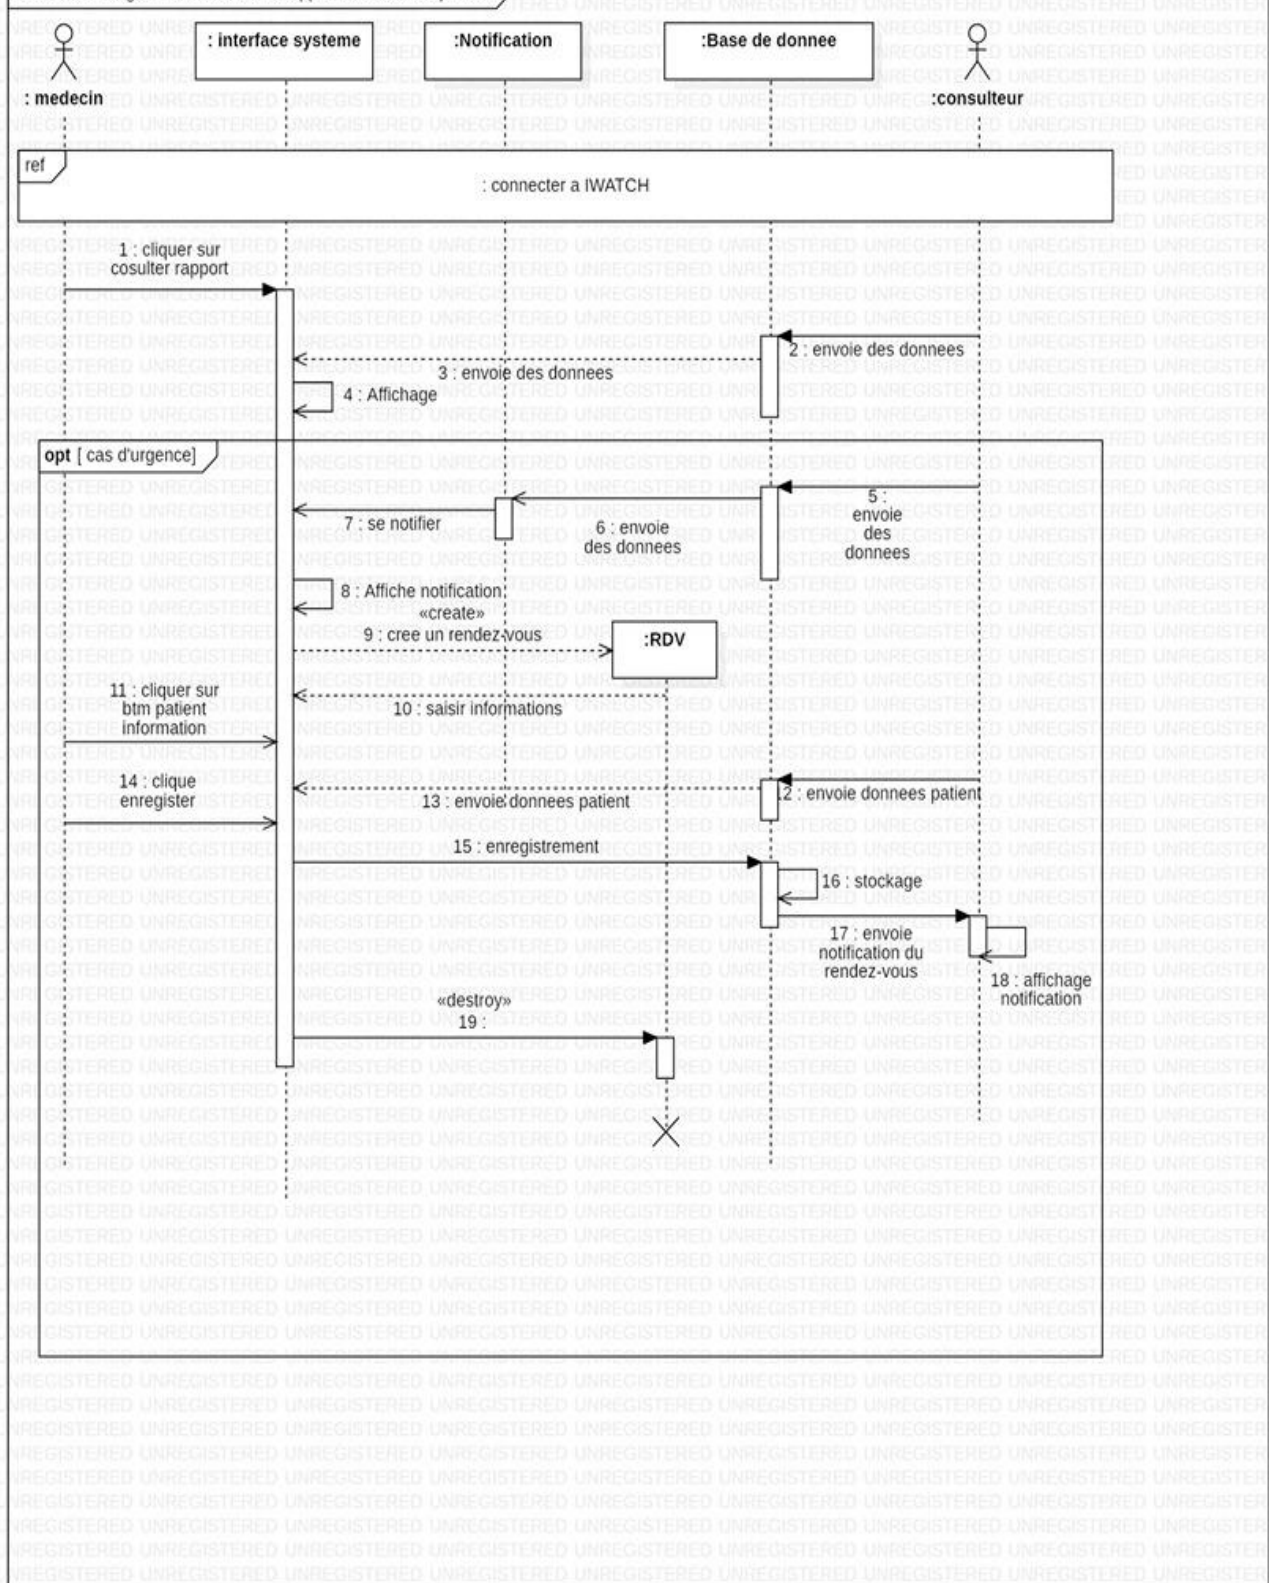 : medecin
: interface systeme
:Notification
:Base de donnee
:consulteur
ref
: connecter a IWATCH
1 : cliquer sur
cosulter rapport
2 : envoie des donnees
3 : envoie des donnees
4 : Affichage
opt [ cas d'urgence]
5 :
envoie
des
donnees
6 : envoie
des donnees
7 : se notifier
8 : Affiche notification
«create»
9 : cree un rendez-vous
:RDV
10 : saisir informations
11 : cliquer sur
btm patient
information
2 : envoie donnees patient
13 : envoie donnees patient
14 : clique
enregister
15 : enregistrement
16 : stockage
17 : envoie
notification du
rendez-vous
18 : affichage
notification
«destroy»
19 :